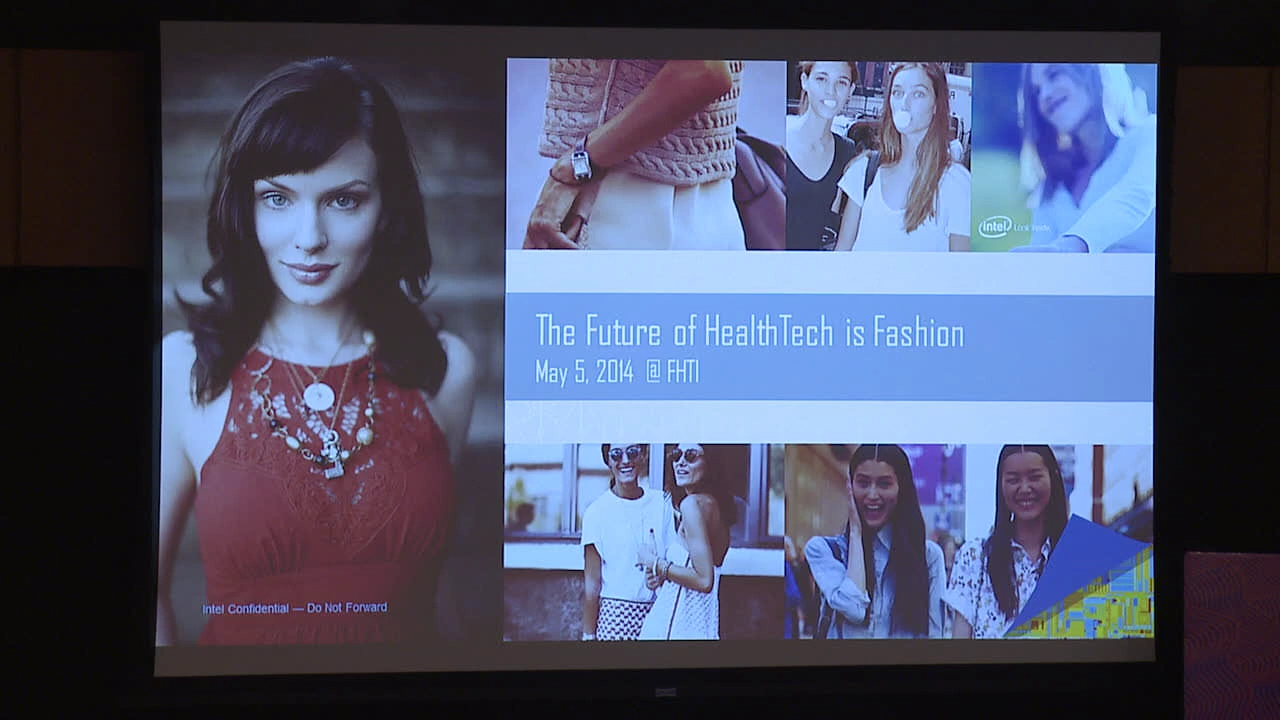 intel Look Inside.
The Future of HealthTech is Fashion
May 5, 2014 @ FHTI
Intel Confidential — Do Not Forward